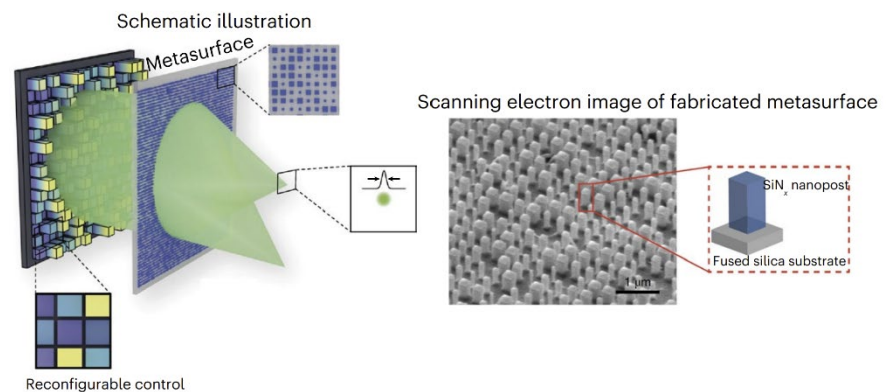 Schematic illustration
Metasurface
Scanning electron image of fabricated metasurface
SiNₓ nanopost
Fused silica substrate
1 μm
Reconfigurable control